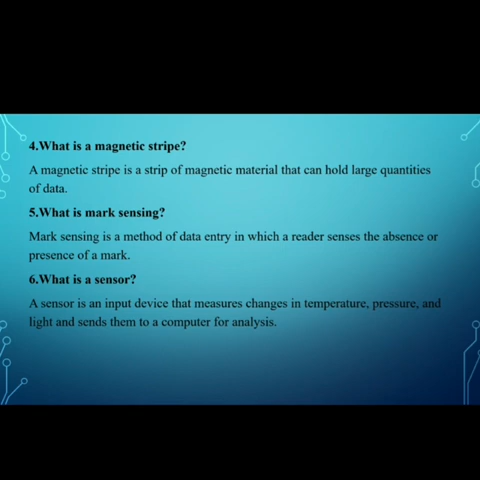 4.What is a magnetic stripe?
A magnetic stripe is a strip of magnetic material that can hold large quantities
of data.
5.What is mark sensing?
Mark sensing is a method of data entry in which a reader senses the absence or
presence of a mark.
6.What is a sensor?
A sensor is an input device that measures changes in temperature, pressure, and
light and sends them to a computer for analysis.